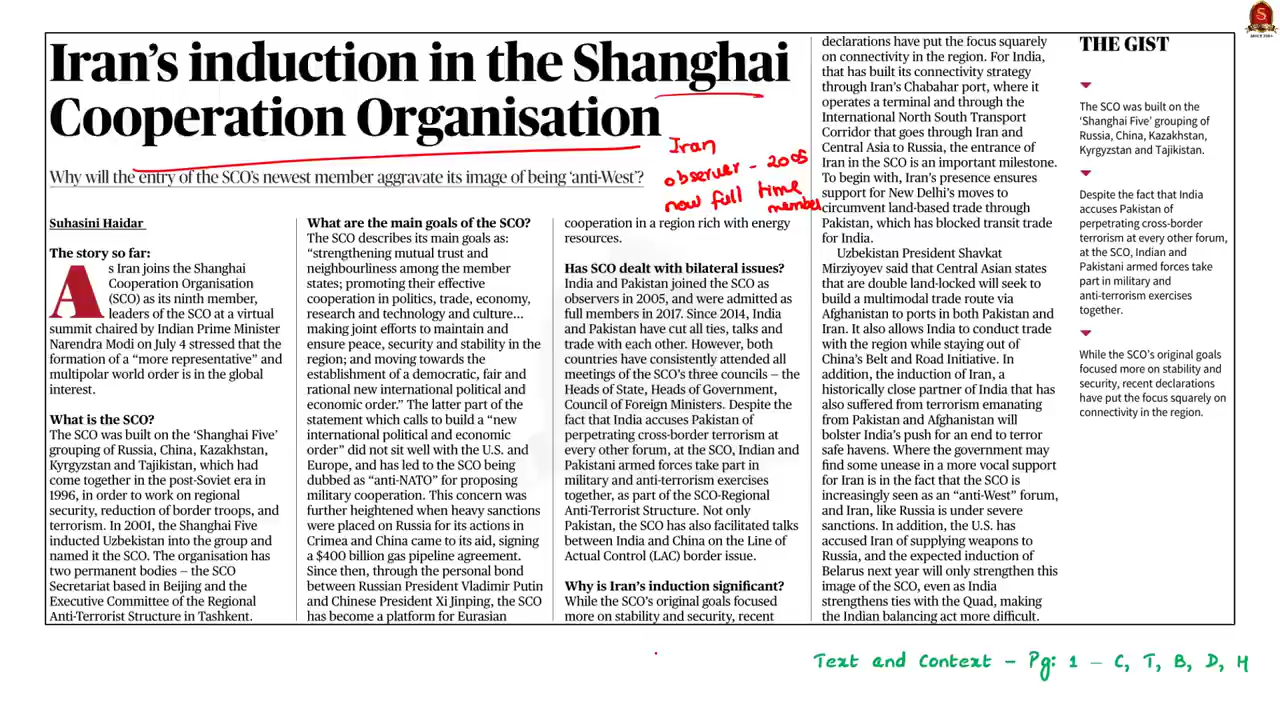 Iran's induction in the Shanghai
Cooperation Organisation
Iran
observer - 2005
now full time
member
Why will the entry of the SCO's newest member aggravate its image of being 'anti-West'?
Suhasini Haidar
The story so far:
As Iran joins the Shanghai
Cooperation Organisation
(SCO) as its ninth member,
leaders of the SCO at a virtual
summit chaired by Indian Prime Minister
Narendra Modi on July 4 stressed that the
formation of a “more representative” and
multipolar world order is in the global
interest.
What is the SCO?
The SCO was built on the ‘Shanghai Five’
grouping of Russia, China, Kazakhstan,
Kyrgyzstan and Tajikistan, which had
come together in the post-Soviet era in
1996, in order to work on regional
security, reduction of border troops, and
terrorism. In 2001, the Shanghai Five
inducted Uzbekistan into the group and
named it the SCO. The organisation has
two permanent bodies — the SCO
Secretariat based in Beijing and the
Executive Committee of the Regional
Anti-Terrorist Structure in Tashkent.
What are the main goals of the SCO?
The SCO describes its main goals as:
“strengthening mutual trust and
neighbourliness among the member
states; promoting their effective
cooperation in politics, trade, economy,
research and technology and culture...
making joint efforts to maintain and
ensure peace, security and stability in the
region; and moving towards the
establishment of a democratic, fair and
rational new international political and
economic order.” The latter part of the
statement which calls to build a “new
international political and economic
order” did not sit well with the U.S. and
Europe, and has led to the SCO being
dubbed as “anti-NATO” for proposing
military cooperation. This concern was
further heightened when heavy sanctions
were placed on Russia for its actions in
Crimea and China came to its aid, signing
a $400 billion gas pipeline agreement.
Since then, through the personal bond
between Russian President Vladimir Putin
and Chinese President Xi Jinping, the SCO
has become a platform for Eurasian
cooperation in a region rich with energy
resources.
Has SCO dealt with bilateral issues?
India and Pakistan joined the SCO as
observers in 2005, and were admitted as
full members in 2017. Since 2014, India
and Pakistan have cut all ties, talks and
trade with each other. However, both
countries have consistently attended all
meetings of the SCO's three councils — the
Heads of State, Heads of Government,
Council of Foreign Ministers. Despite the
fact that India accuses Pakistan of
perpetrating cross-border terrorism at
every other forum, at the SCO, Indian and
Pakistani armed forces take part in
military and anti-terrorism exercises
together, as part of the SCO-Regional
Anti-Terrorist Structure. Not only
Pakistan, the SCO has also facilitated talks
between India and China on the Line of
Actual Control (LAC) border issue.
Why is Iran's induction significant?
While the SCO's original goals focused
more on stability and security, recent
declarations have put the focus squarely
on connectivity in the region. For India,
that has built its connectivity strategy
through Iran's Chabahar port, where it
operates a terminal and through the
International North South Transport
Corridor that goes through Iran and
Central Asia to Russia, the entrance of
Iran in the SCO is an important milestone.
To begin with, Iran's presence ensures
support for New Delhi's moves to
circumvent land-based trade through
Pakistan, which has blocked transit trade
for India.
Uzbekistan President Shavkat
Mirziyoyev said that Central Asian states
that are double land-locked will seek to
build a multimodal trade route via
Afghanistan to ports in both Pakistan and
Iran. It also allows India to conduct trade
with the region while staying out of
China's Belt and Road Initiative. In
addition, the induction of Iran, a
historically close partner of India that has
also suffered from terrorism emanating
from Pakistan and Afghanistan will
bolster India's push for an end to terror
safe havens. Where the government may
find some unease in a more vocal support
for Iran is in the fact that the SCO is
increasingly seen as an “anti-West” forum,
and Iran, like Russia is under severe
sanctions. In addition, the U.S. has
accused Iran of supplying weapons to
Russia, and the expected induction of
Belarus next year will only strengthen this
image of the SCO, even as India
strengthens ties with the Quad, making
the Indian balancing act more difficult.
THE GIST
The SCO was built on the
‘Shanghai Five’ grouping of
Russia, China, Kazakhstan,
Kyrgyzstan and Tajikistan.
Despite the fact that India
accuses Pakistan of
perpetrating cross-border
terrorism at every other forum,
at the SCO, Indian and
Pakistani armed forces take
part in military and
anti-terrorism exercises
together.
While the SCO's original goals
focused more on stability and
security, recent declarations
have put the focus squarely on
connectivity in the region.
Text and Context - Pg: 1 - C, T, B, D, H